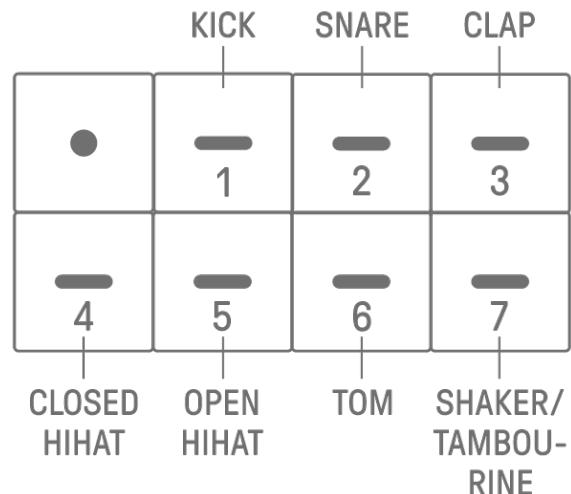 KICK SNARE CLAP
1 2 3
4 5 6 7
CLOSED OPEN TOM SHAKER/
HIHAT HIHAT TAMBOU-
RINE